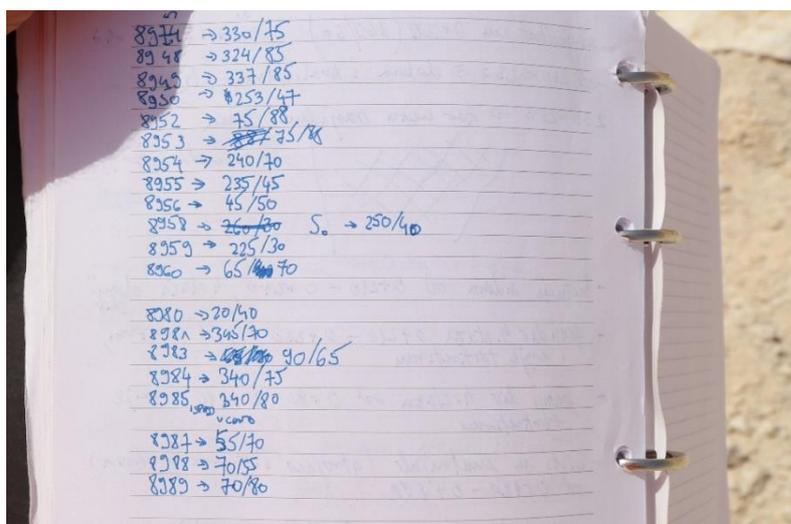 8974 → 330/75
8948 → 324/85
8949 → 337/85
8950 → 253/47
8952 → 75/88
8953 → 75/88
8954 → 240/70
8955 → 235/45
8956 → 45/50
8958 → 260/30 S. → 250/40
8959 → 225/30
8960 → 65/70
8980 → 20/40
8981 → 345/70
8983 → 90/65
8984 → 340/75
8985 → 340/80
8987 → 55/70
8988 → 70/55
8989 → 70/80